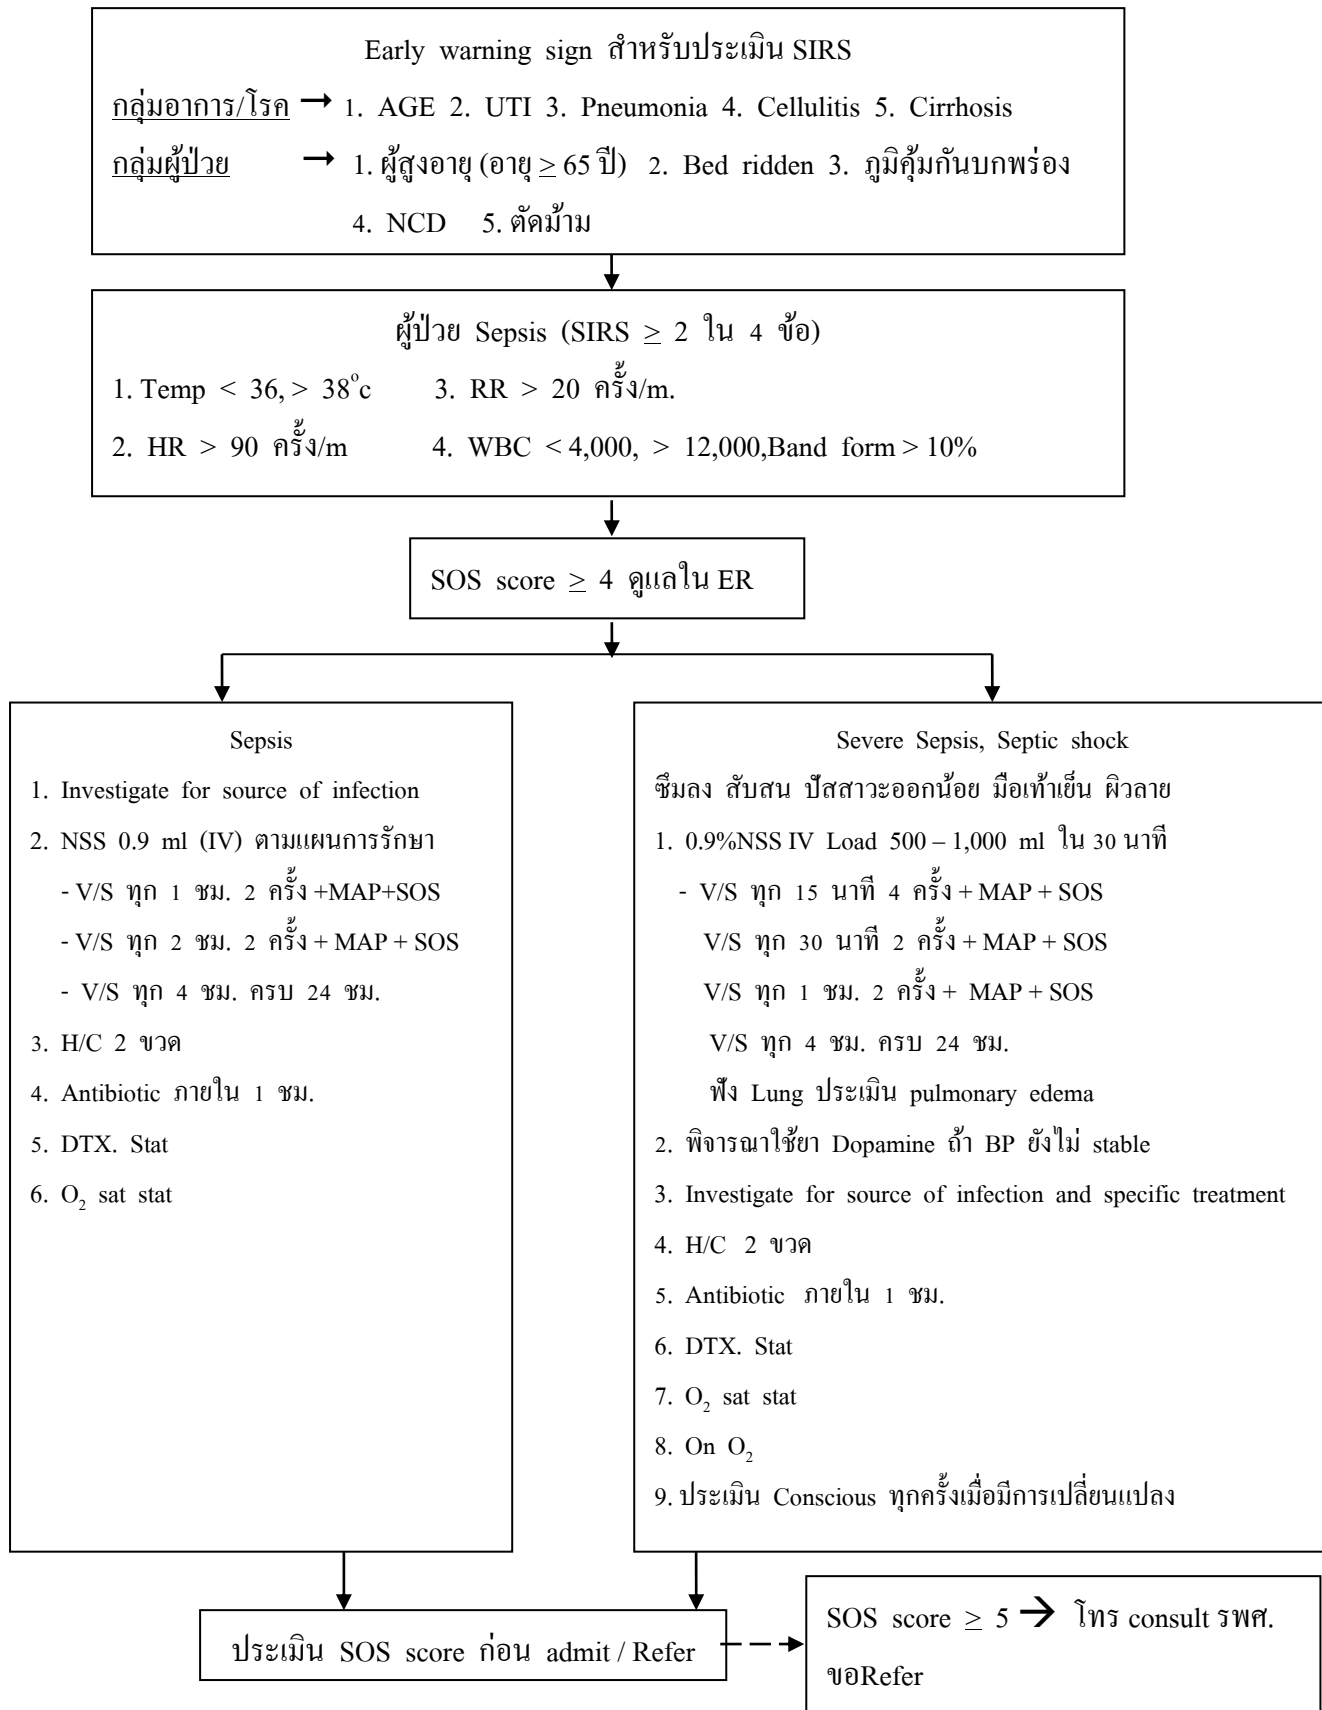 Early warning sign สำหรับประเมิน SIRS
กลุ่มอาการ/โรค → 1. AGE 2. UTI 3. Pneumonia 4. Cellulitis 5. Cirrhosis
กลุ่มผู้ป่วย → 1. ผู้สูงอายุ (อายุ ≥ 65 ปี) 2. Bed ridden 3. ภูมิคุ้มกันบกพร่อง
4. NCD 5. ตัดม้าม
ผู้ป่วย Sepsis (SIRS ≥ 2 ใน 4 ข้อ)
1. Temp < 36, > 38°c 3. RR > 20 ครั้ง/m.
2. HR > 90 ครั้ง/m 4. WBC < 4,000, > 12,000,Band form > 10%
SOS score ≥ 4 ดูแลใน ER
Sepsis
1. Investigate for source of infection
2. NSS 0.9 ml (IV) ตามแผนการรักษา
- V/S ทุก 1 ชม. 2 ครั้ง +MAP+SOS
- V/S ทุก 2 ชม. 2 ครั้ง + MAP + SOS
- V/S ทุก 4 ชม. ครบ 24 ชม.
3. H/C 2 ขวด
4. Antibiotic ภายใน 1 ชม.
5. DTX. Stat
6. O₂ sat stat
Severe Sepsis, Septic shock
ซึมลง สับสน ปัสสาวะออกน้อย มือเท้าเย็น ผิวลาย
1. 0.9%NSS IV Load 500 – 1,000 ml ใน 30 นาที
- V/S ทุก 15 นาที 4 ครั้ง + MAP + SOS
V/S ทุก 30 นาที 2 ครั้ง + MAP + SOS
V/S ทุก 1 ชม. 2 ครั้ง + MAP + SOS
V/S ทุก 4 ชม. ครบ 24 ชม.
ฟัง Lung ประเมิน pulmonary edema
2. พิจารณาใช้ยา Dopamine ถ้า BP ยังไม่ stable
3. Investigate for source of infection and specific treatment
4. H/C 2 ขวด
5. Antibiotic ภายใน 1 ชม.
6. DTX. Stat
7. O₂ sat stat
8. On O₂
9. ประเมิน Conscious ทุกครั้งเมื่อมีการเปลี่ยนแปลง
ประเมิน SOS score ก่อน admit / Refer
SOS score ≥ 5 → โทร consult รพศ.
ขอRefer